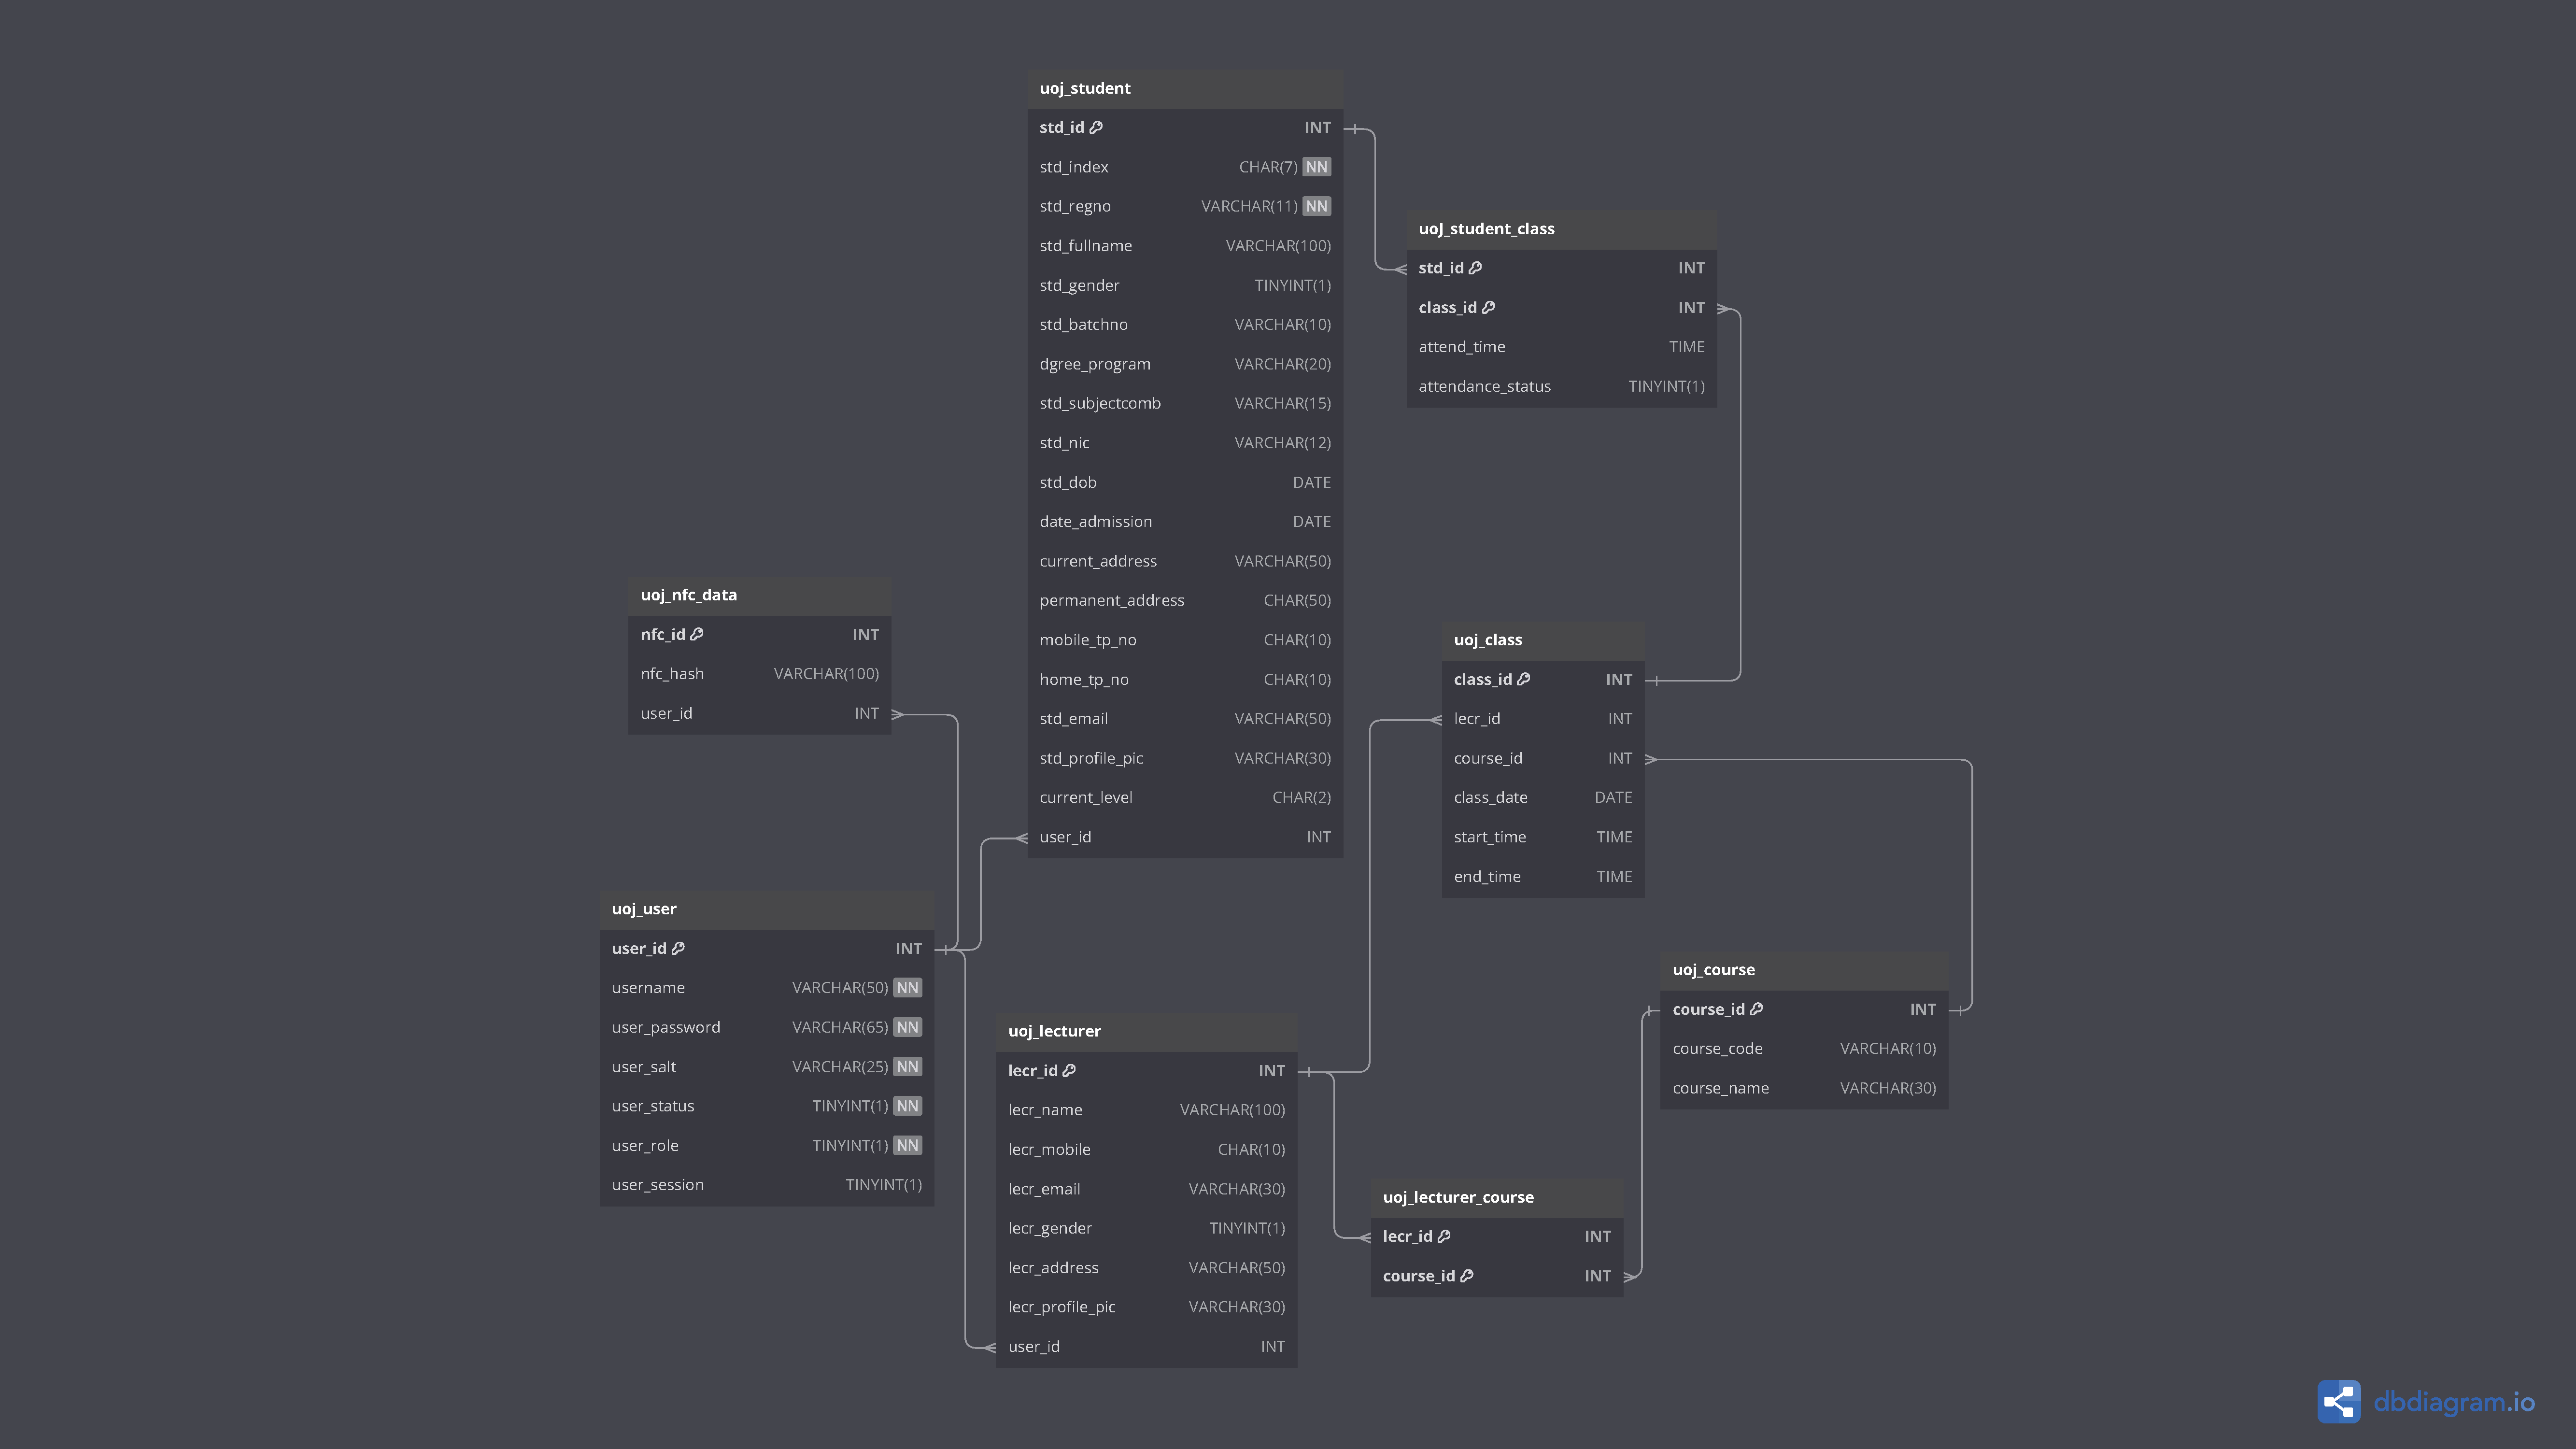 uoj_student
std_id INT
std_index CHAR(7) NN
std_regno VARCHAR(11) NN
std_fullname VARCHAR(100)
std_gender TINYINT(1)
std_batchno VARCHAR(10)
dgree_program VARCHAR(20)
std_subjectcomb VARCHAR(15)
std_nic VARCHAR(12)
std_dob DATE
date_admission DATE
current_address VARCHAR(50)
permanent_address CHAR(50)
mobile_tp_no CHAR(10)
home_tp_no CHAR(10)
std_email VARCHAR(50)
std_profile_pic VARCHAR(30)
current_level CHAR(2)
user_id INT
uoj_student_class
std_id INT
class_id INT
attend_time TIME
attendance_status TINYINT(1)
uoj_nfc_data
nfc_id INT
nfc_hash VARCHAR(100)
user_id INT
uoj_class
class_id INT
lecr_id INT
course_id INT
class_date DATE
start_time TIME
end_time TIME
uoj_user
user_id INT
username VARCHAR(50) NN
user_password VARCHAR(65) NN
user_salt VARCHAR(25) NN
user_status TINYINT(1) NN
user_role TINYINT(1) NN
user_session TINYINT(1)
uoj_lecturer
lecr_id INT
lecr_name VARCHAR(100)
lecr_mobile CHAR(10)
lecr_email VARCHAR(30)
lecr_gender TINYINT(1)
lecr_address VARCHAR(50)
lecr_profile_pic VARCHAR(30)
user_id INT
uoj_course
course_id INT
course_code VARCHAR(10)
course_name VARCHAR(30)
uoj_lecturer_course
lecr_id INT
course_id INT
dbdiagram.io